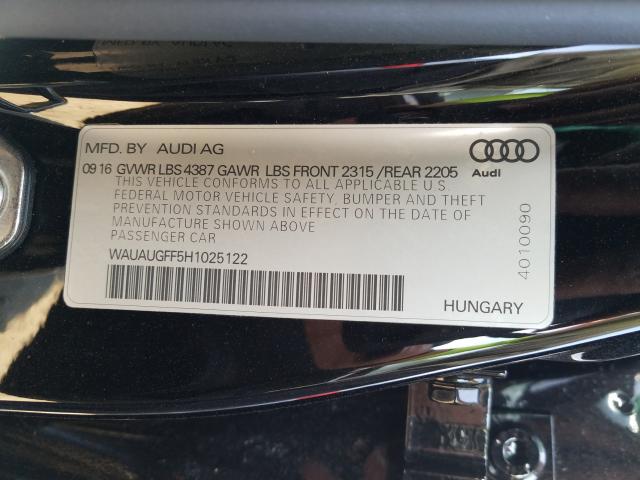 MFD. BY AUDI AG
09 16 GVWR LBS 4387 GAWR LBS FRONT 2315 /REAR 2205
Audi
THIS VEHICLE CONFORMS TO ALL APPLICABLE U.S.
FEDERAL MOTOR VEHICLE SAFETY, BUMPER AND THEFT
PREVENTION STANDARDS IN EFFECT ON THE DATE OF
MANUFACTURE SHOWN ABOVE
PASSENGER CAR
WAUAUGFF5H1025122
HUNGARY
4010090